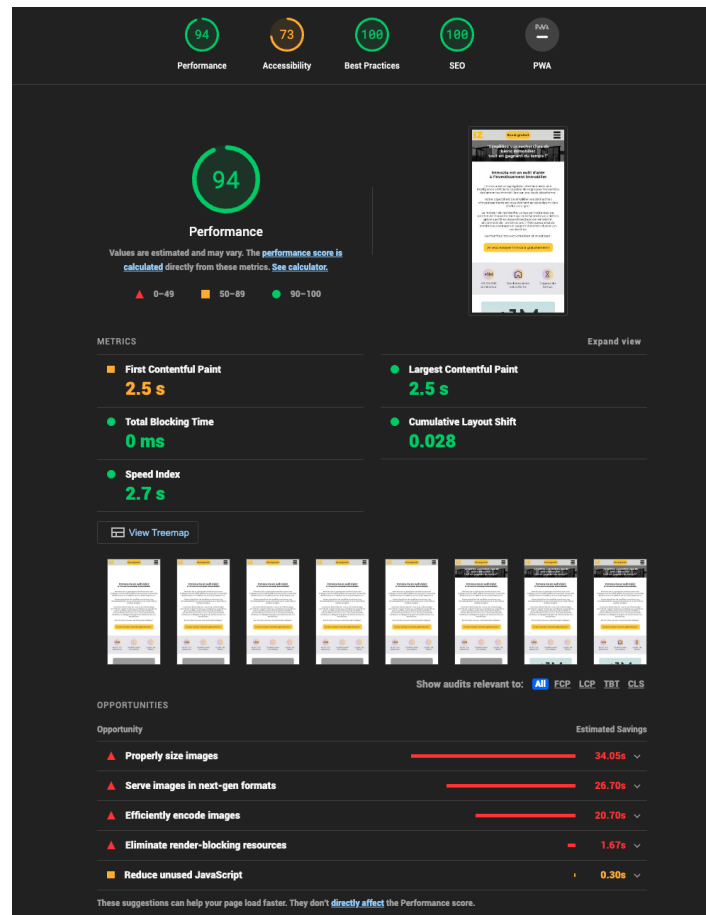 94
73
100
100
PWA
Performance
Accessibility
Best Practices
SEO
PWA
94
Performance
Values are estimated and may vary. The performance score is
calculated directly from these metrics. See calculator.
0–49
50–89
90–100
METRICS
Expand view
First Contentful Paint
2.5 s
Largest Contentful Paint
2.5 s
Total Blocking Time
0 ms
Cumulative Layout Shift
0.028
Speed Index
2.7 s
View Treemap
Show audits relevant to: All FCP LCP TBT CLS
OPPORTUNITIES
Opportunity
Estimated Savings
Properly size images
34.05s
Serve images in next-gen formats
26.70s
Efficiently encode images
20.70s
Eliminate render-blocking resources
1.67s
Reduce unused JavaScript
0.30s
These suggestions can help your page load faster. They don't directly affect the Performance score.